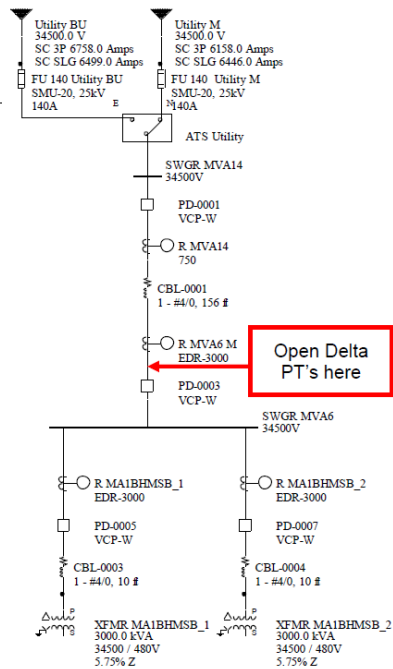 Utility BU
34500.0 V
SC 3P 6758.0 Amps
SC SLG 6499.0 Amps
Utility M
34500.0 V
SC 3P 6158.0 Amps
SC SLG 6446.0 Amps
FU 140 Utility BU
SMU-20, 25kV
140A
FU 140 Utility M
SMU-20, 25kV
140A
E
N
ATS Utility
SWGR MVA14
34500V
PD-0001
VCP-W
R MVA14
750
CBL-0001
1 - #4/0, 156 ft
R MVA6 M
EDR-3000
Open Delta
PT's here
PD-0003
VCP-W
SWGR MVA6
34500V
R MA1BHMSB_1
EDR-3000
R MA1BHMSB_2
EDR-3000
PD-0005
VCP-W
PD-0007
VCP-W
CBL-0003
1 - #4/0, 10 ft
CBL-0004
1 - #4/0, 10 ft
P
S
XFMR MA1BHMSB_1
3000.0 kVA
34500 / 480V
5.75% Z
P
S
XFMR MA1BHMSB_2
3000.0 kVA
34500 / 480V
5.75% Z